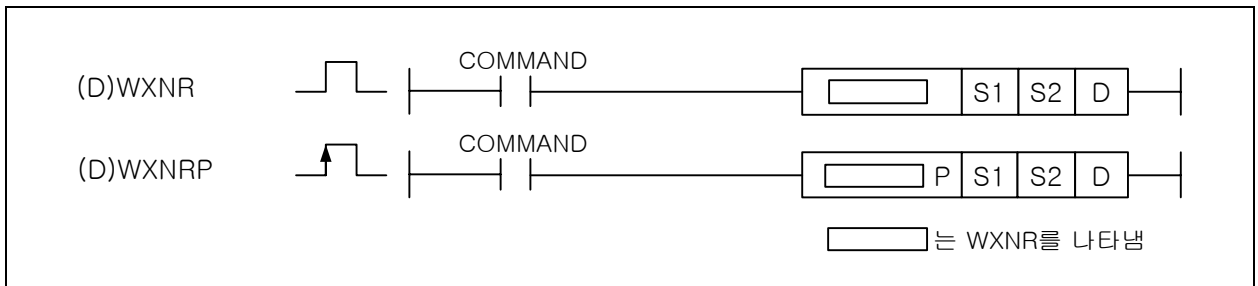 COMMAND
(D)WXNR S1 S2 D
COMMAND
(D)WXNRP P S1 S2 D
는 WXNR를 나타냄